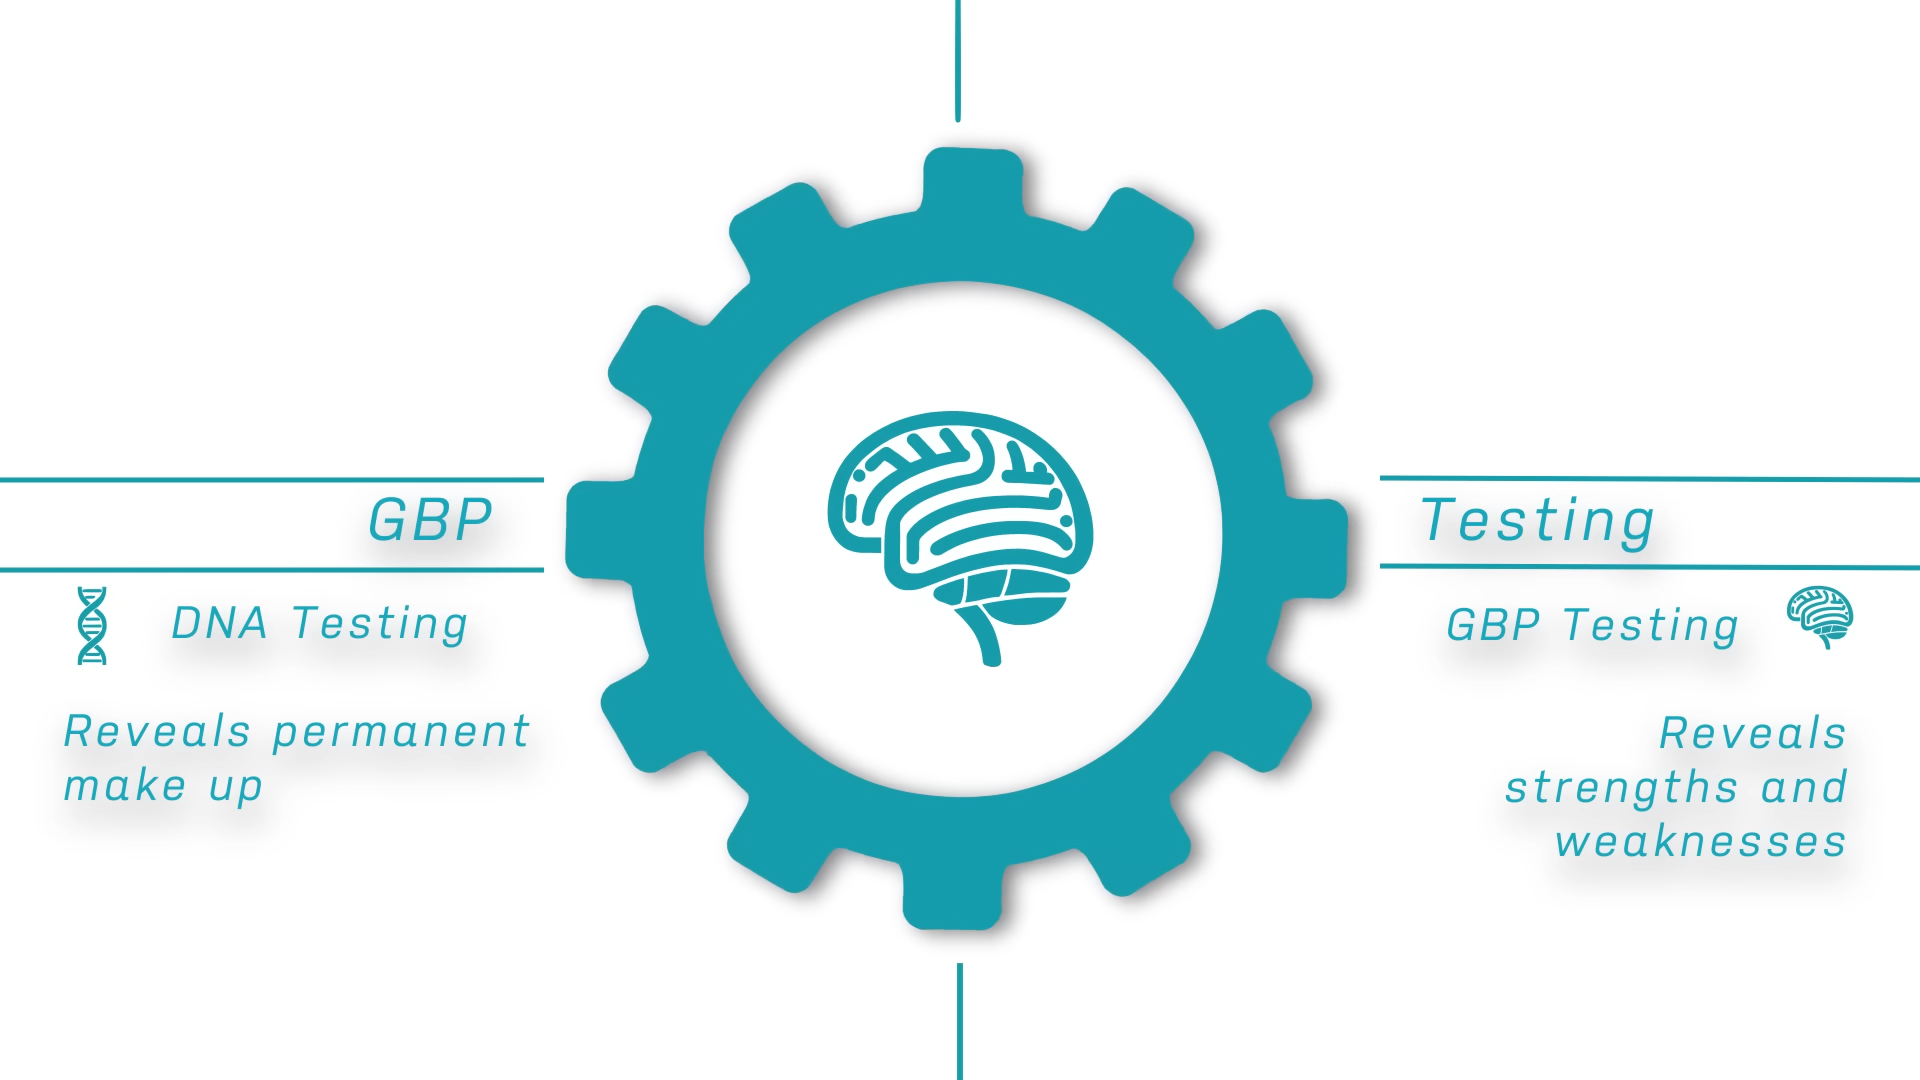 GBP
DNA Testing
Reveals permanent
make up
Testing
GBP Testing
Reveals
strengths and
weaknesses